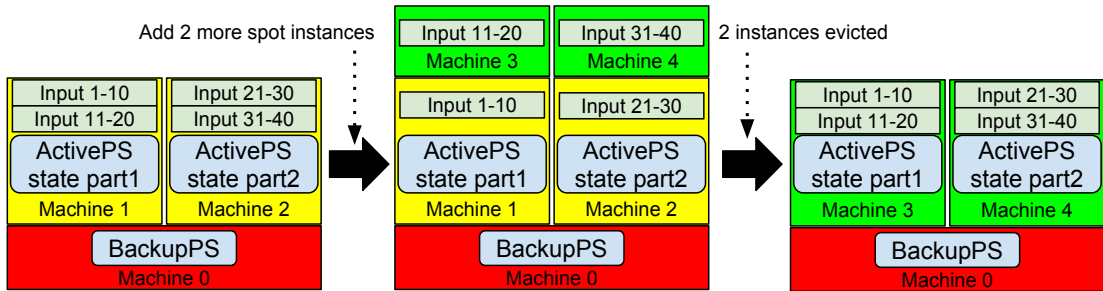 Add 2 more spot instances
2 instances evicted
Input 1-10
Input 11-20
ActivePS
state part1
Machine 1
Input 21-30
Input 31-40
ActivePS
state part2
Machine 2
BackupPS
Machine 0
Input 11-20
Machine 3
Input 31-40
Machine 4
Input 1-10
ActivePS
state part1
Machine 1
Input 21-30
ActivePS
state part2
Machine 2
BackupPS
Machine 0
Input 1-10
Input 11-20
ActivePS
state part1
Machine 3
Input 21-30
Input 31-40
ActivePS
state part2
Machine 4
BackupPS
Machine 0